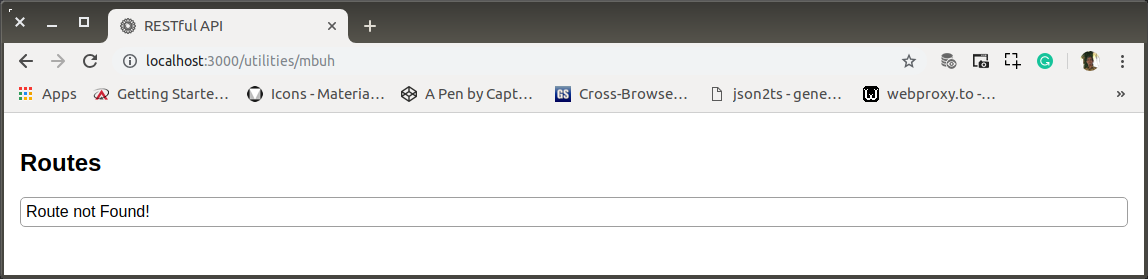 RESTful API
localhost:3000/utilities/mbuh
Apps Getting Starte… Icons - Materia… A Pen by Capt… GS Cross-Browse… json2ts - gene… W webproxy.to -… »
Routes
Route not Found!